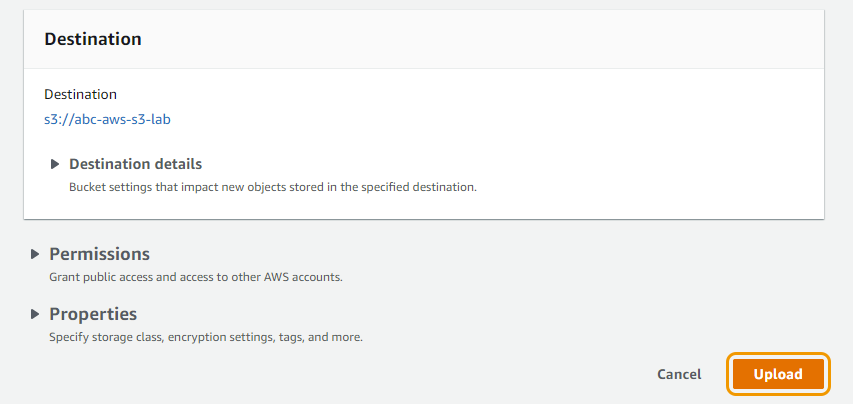 Destination
Destination
s3://abc-aws-s3-lab
Destination details
Bucket settings that impact new objects stored in the specified destination.
Permissions
Grant public access and access to other AWS accounts.
Properties
Specify storage class, encryption settings, tags, and more.
Cancel Upload